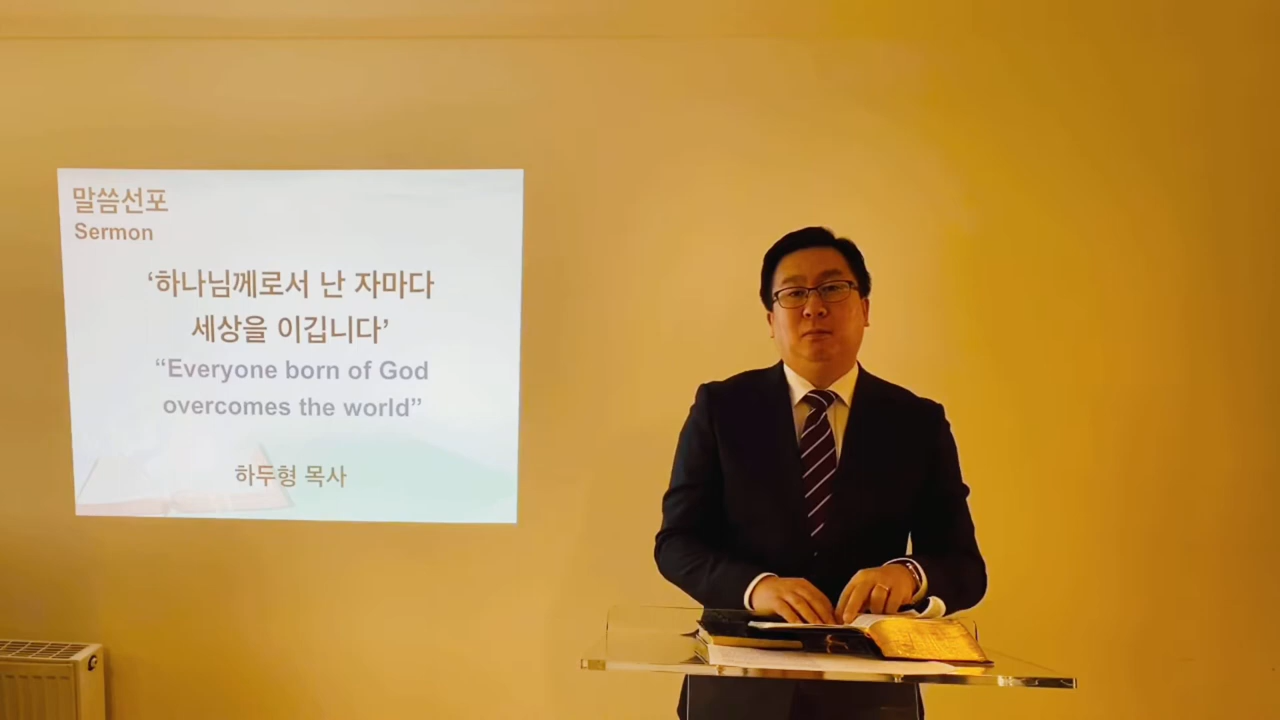 말씀선포
Sermon
‘하나님께로서 난 자마다
세상을 이깁니다’
“Everyone born of God
overcomes the world”
하두형 목사